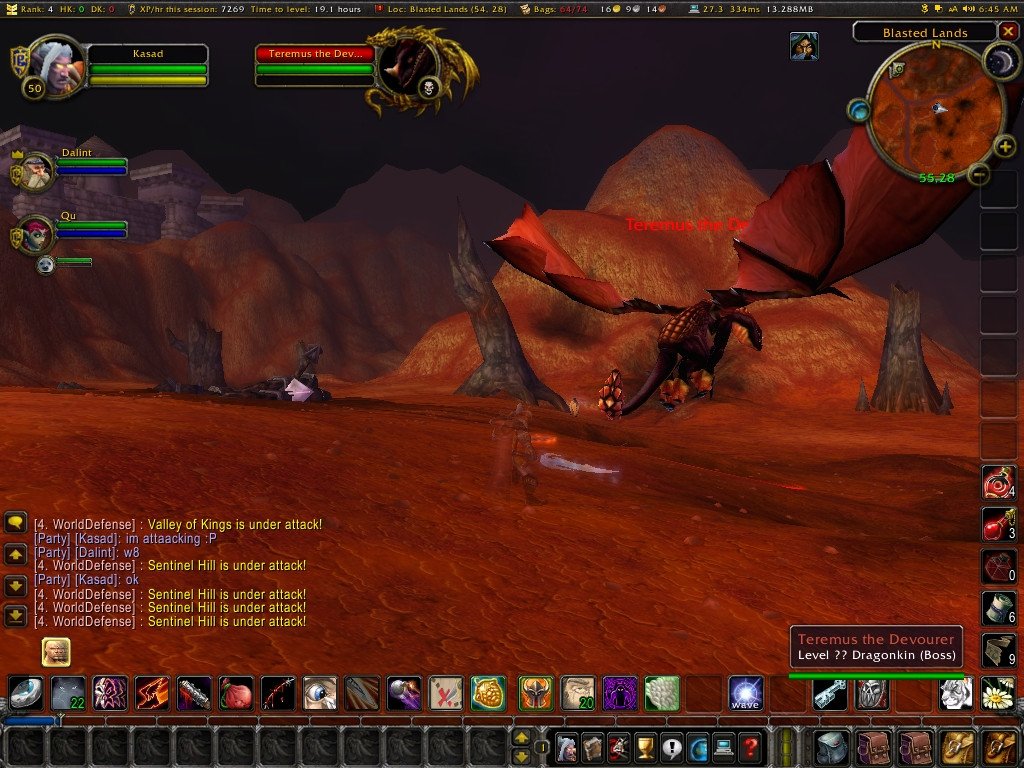 Rank: 4 HK: 0 DK: 0 XP/hr this session: 7269 Time to level: 19.1 hours Loc: Blasted Lands (54, 28) Bags: 64/74 16 9 14 27.3 334ms 13.288MB 6:45 AM
Blasted Lands
N
Kasad
50
Teremus the Dev...
Dalint
Qu
55,28
Teremus the De
4
3
0
6
9
[4. WorldDefense] : Valley of Kings is under attack!
[Party] [Kasad]: im attaacking :P
[Party] [Dalint]: w8
[4. WorldDefense] : Sentinel Hill is under attack!
[Party] [Kasad]: ok
[4. WorldDefense] : Sentinel Hill is under attack!
[4. WorldDefense] : Sentinel Hill is under attack!
[4. WorldDefense] : Sentinel Hill is under attack!
Teremus the Devourer
Level ?? Dragonkin (Boss)
22
20
wave
1